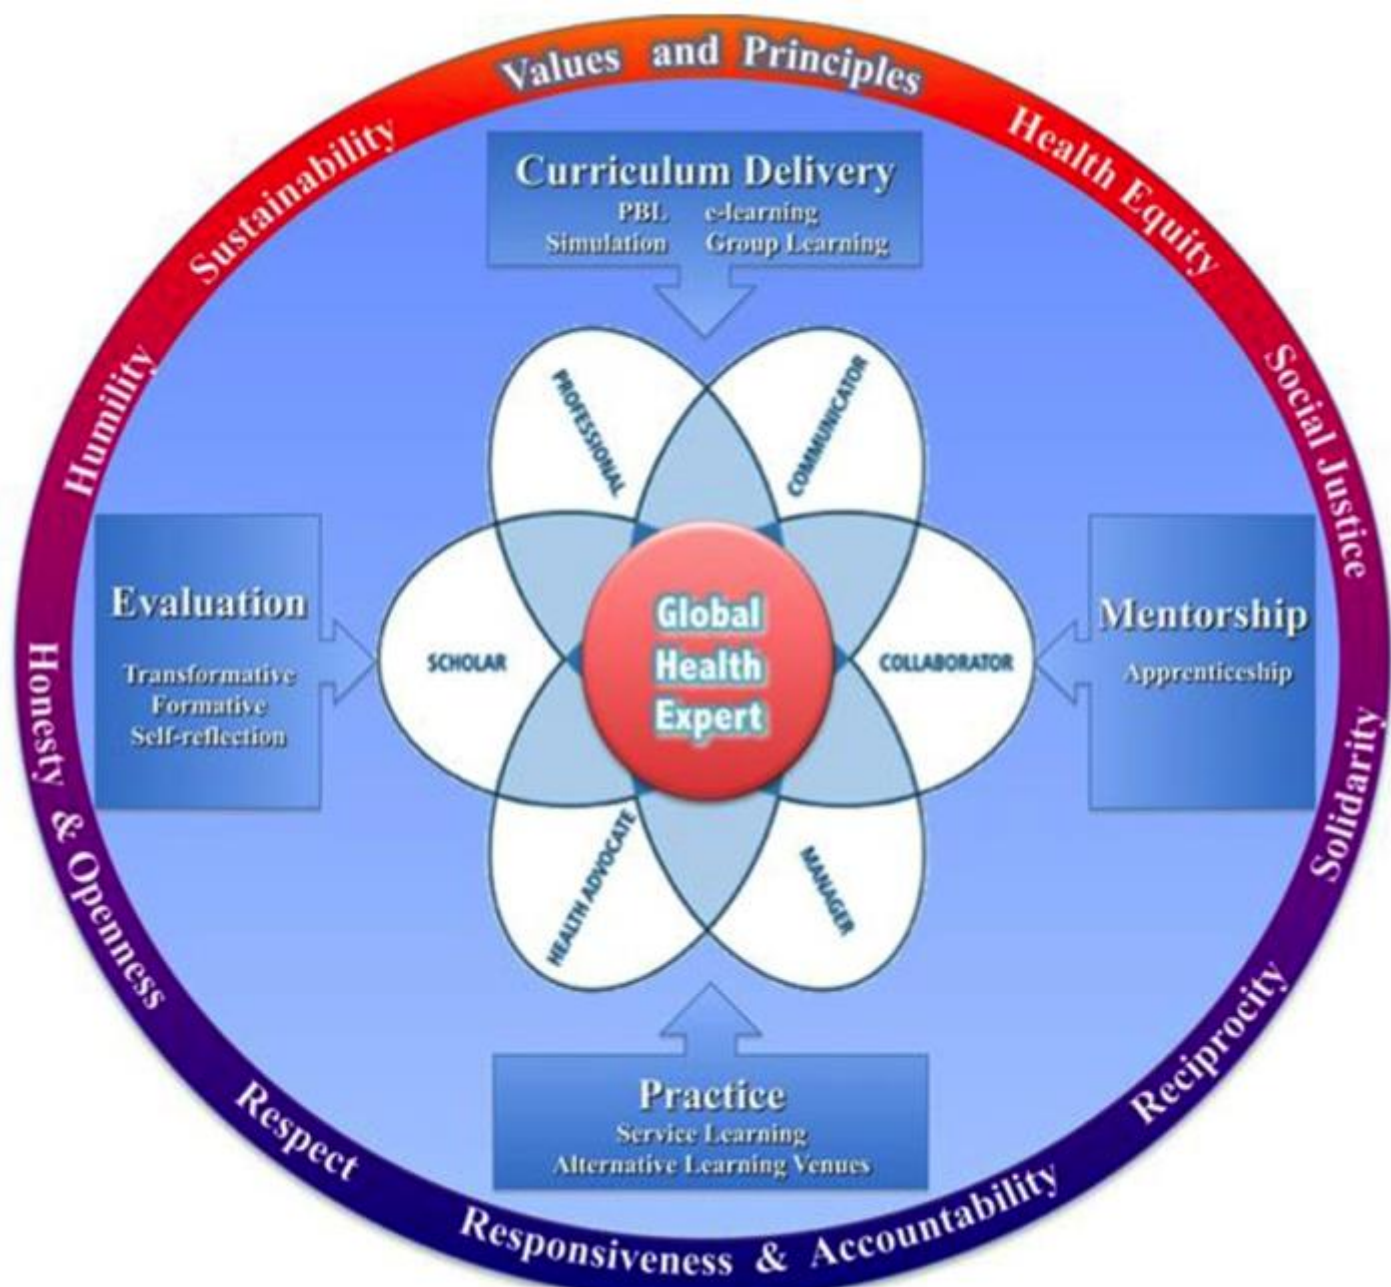 Values and Principles
Health Equity
Social Justice
Solidarity
Reciprocity
Responsiveness & Accountability
Respect
Honesty & Openness
Humility
Sustainability
Curriculum Delivery
PBL e-learning
Simulation Group Learning
Evaluation
Transformative
Formative
Self-reflection
Mentorship
Apprenticeship
Practice
Service Learning
Alternative Learning Venues
PROFESSIONAL
COMMUNICATOR
SCHOLAR
COLLABORATOR
HEALTH ADVOCATE
MANAGER
Global
Health
Expert